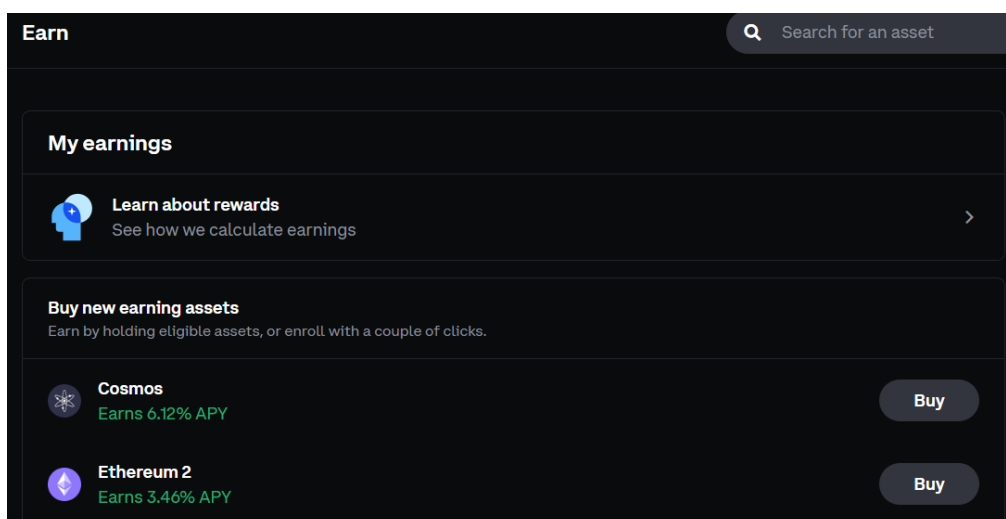 Earn
Search for an asset
My earnings
Learn about rewards
See how we calculate earnings
Buy new earning assets
Earn by holding eligible assets, or enroll with a couple of clicks.
Cosmos
Earns 6.12% APY
Buy
Ethereum 2
Earns 3.46% APY
Buy